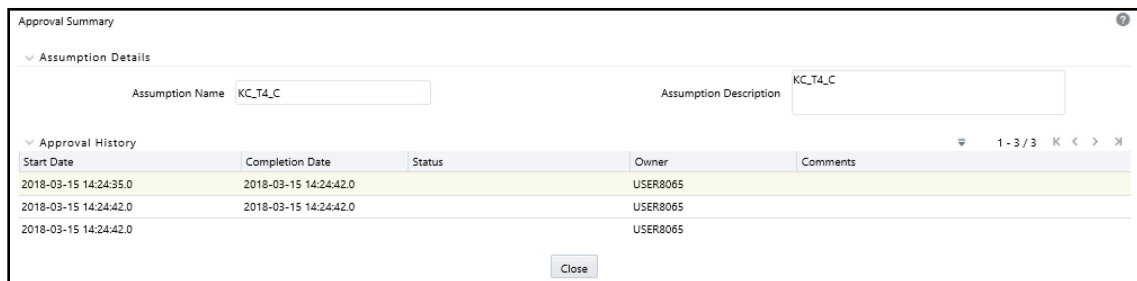 Approval Summary
Assumption Details
Assumption Name KC_T4_C Assumption Description KC_T4_C
Approval History 1 - 3 / 3
Start Date Completion Date Status Owner Comments
2018-03-15 14:24:35.0 2018-03-15 14:24:42.0 USER8065
2018-03-15 14:24:42.0 2018-03-15 14:24:42.0 USER8065
2018-03-15 14:24:42.0 USER8065
Close